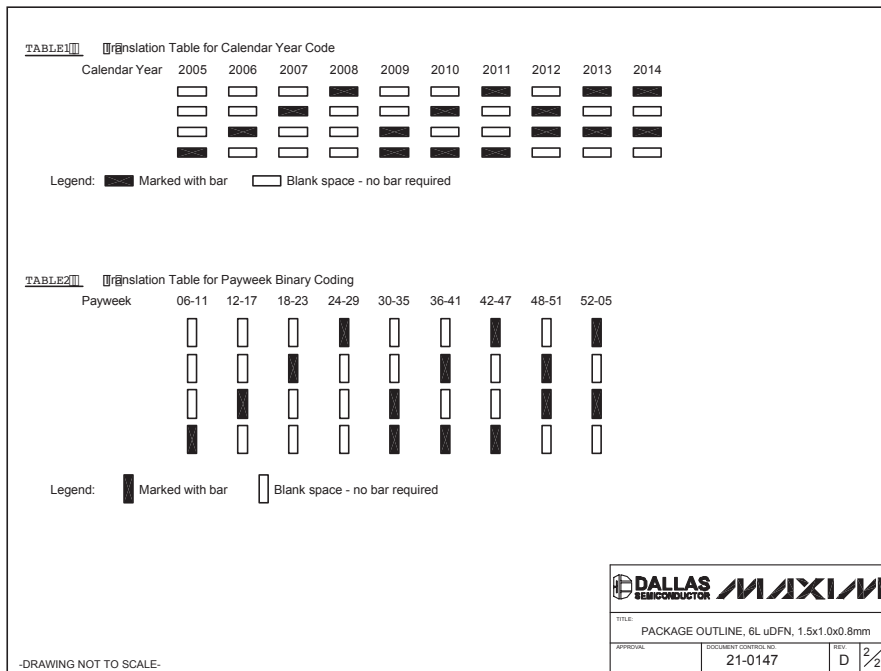 TABLE1 Translation Table for Calendar Year Code
Calendar Year 2005 2006 2007 2008 2009 2010 2011 2012 2013 2014
Legend: Marked with bar Blank space - no bar required
TABLE2 Translation Table for Payweek Binary Coding
Payweek 06-11 12-17 18-23 24-29 30-35 36-41 42-47 48-51 52-05
Legend: Marked with bar Blank space - no bar required
DALLAS SEMICONDUCTOR MAXIM
TITLE:
PACKAGE OUTLINE, 6L uDFN, 1.5x1.0x0.8mm
APPROVAL DOCUMENT CONTROL NO. REV.
21-0147 D 2/2
-DRAWING NOT TO SCALE-